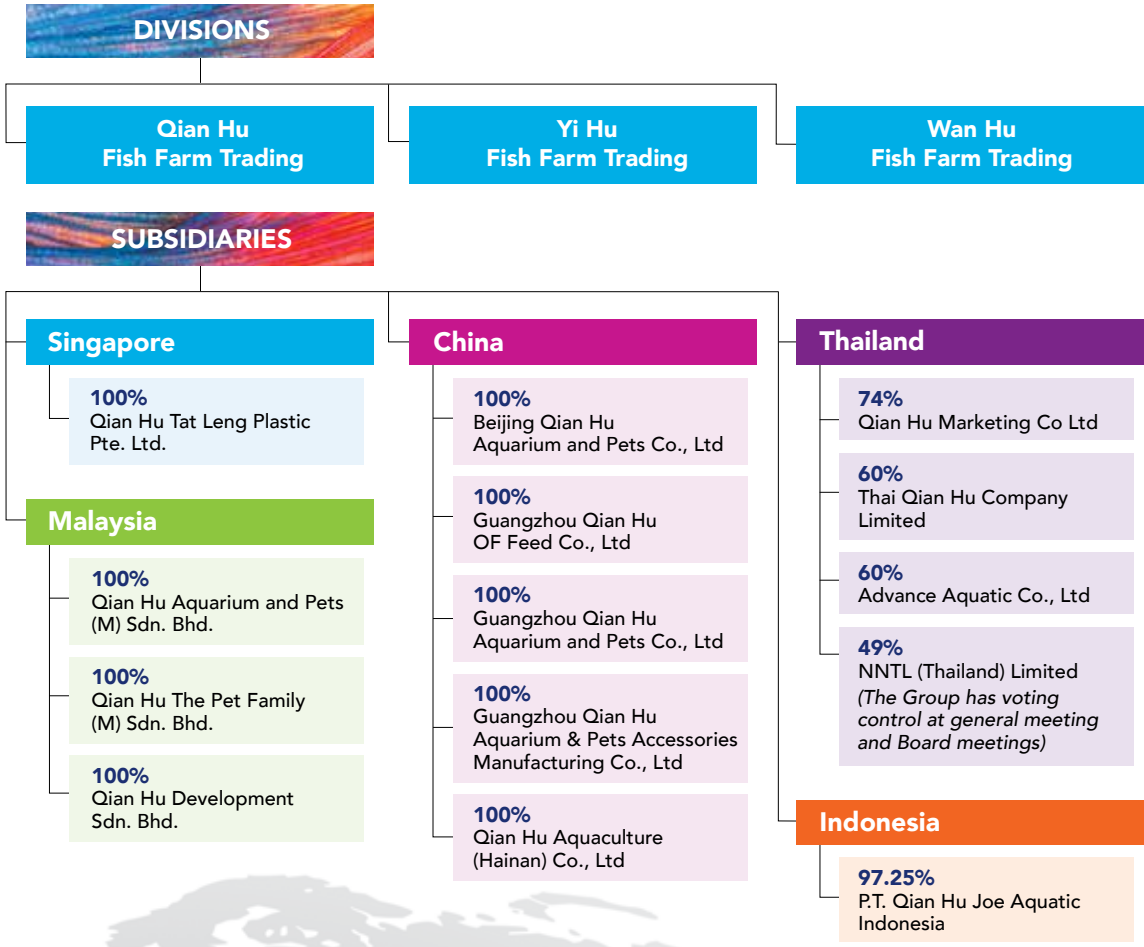 DIVISIONS
Qian Hu
Fish Farm Trading
Yi Hu
Fish Farm Trading
Wan Hu
Fish Farm Trading
SUBSIDIARIES
Singapore
100%
Qian Hu Tat Leng Plastic
Pte. Ltd.
Malaysia
100%
Qian Hu Aquarium and Pets
(M) Sdn. Bhd.
100%
Qian Hu The Pet Family
(M) Sdn. Bhd.
100%
Qian Hu Development
Sdn. Bhd.
China
100%
Beijing Qian Hu
Aquarium and Pets Co., Ltd
100%
Guangzhou Qian Hu
OF Feed Co., Ltd
100%
Guangzhou Qian Hu
Aquarium and Pets Co., Ltd
100%
Guangzhou Qian Hu
Aquarium & Pets Accessories
Manufacturing Co., Ltd
100%
Qian Hu Aquaculture
(Hainan) Co., Ltd
Thailand
74%
Qian Hu Marketing Co Ltd
60%
Thai Qian Hu Company
Limited
60%
Advance Aquatic Co., Ltd
49%
NNTL (Thailand) Limited
(The Group has voting
control at general meeting
and Board meetings)
Indonesia
97.25%
P.T. Qian Hu Joe Aquatic
Indonesia